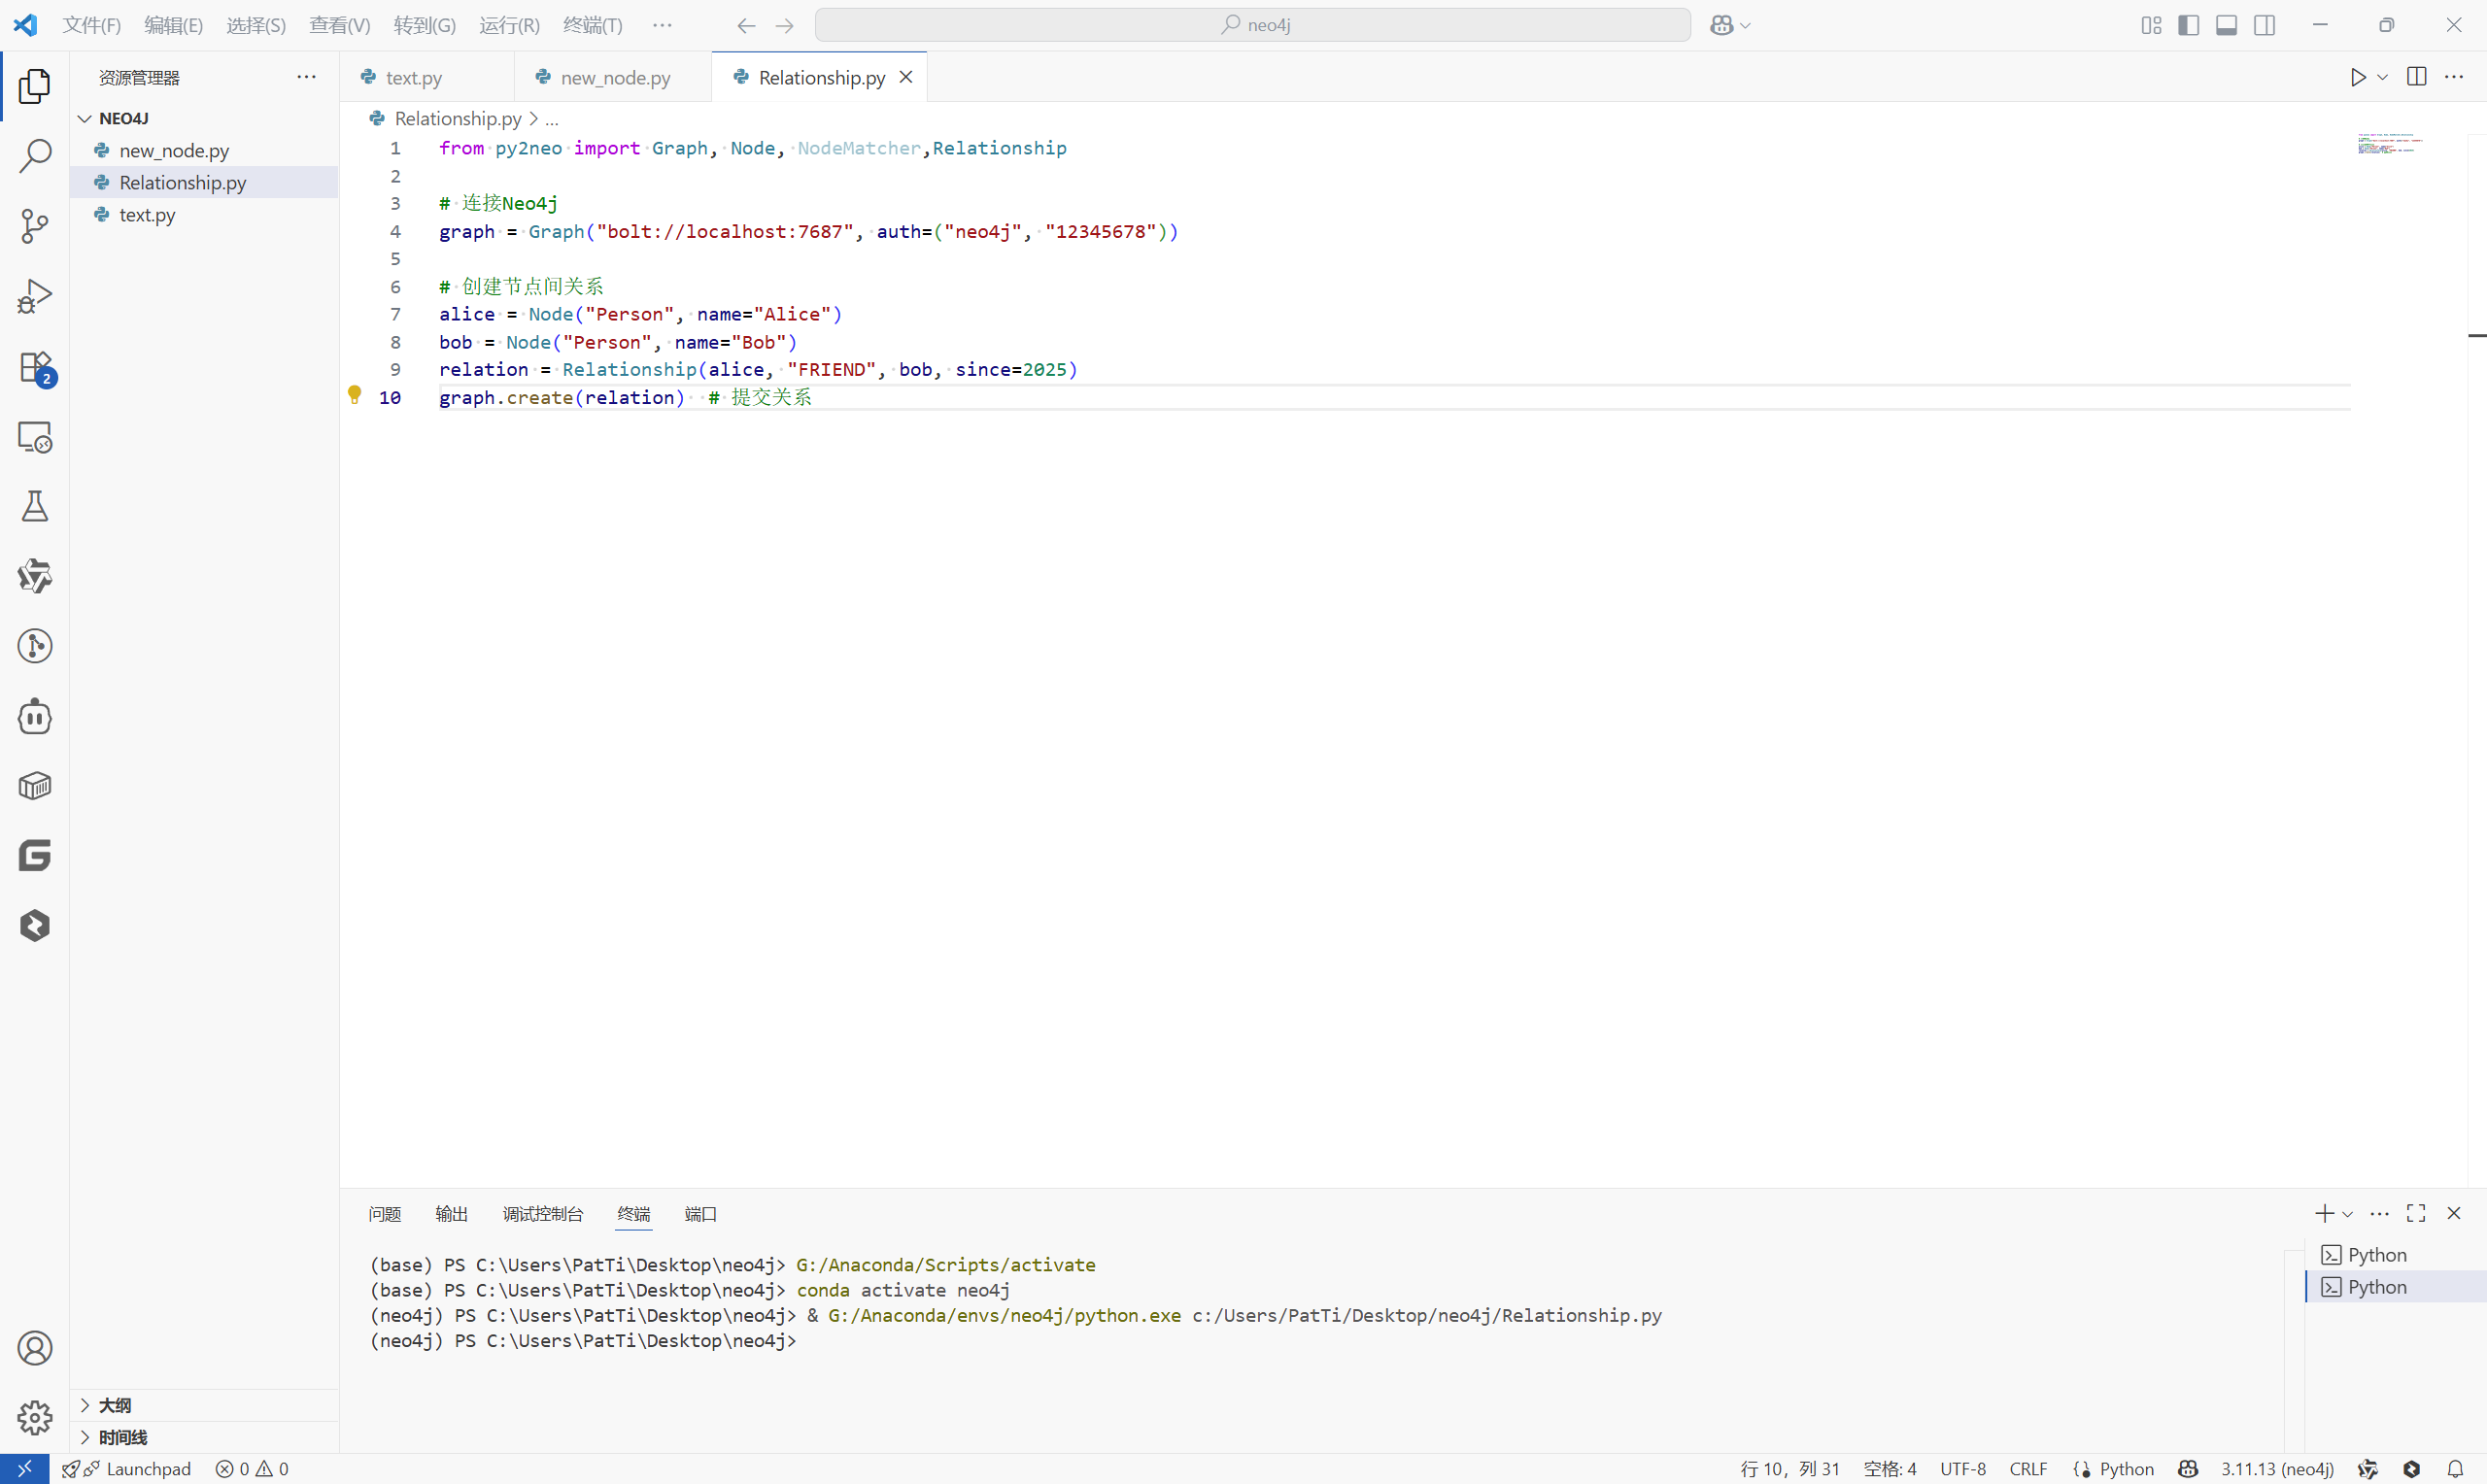 文件(F) 编辑(E) 选择(S) 查看(V) 转到(G) 运行(R) 终端(T) ··· neo4j
资源管理器 ···
text.py new_node.py Relationship.py
NEO4J
new_node.py
Relationship.py
text.py
Relationship.py > ...
1 from py2neo import Graph, Node, NodeMatcher,Relationship
2
3 # 连接Neo4j
4 graph = Graph("bolt://localhost:7687", auth=("neo4j", "12345678"))
5
6 # 创建节点间关系
7 alice = Node("Person", name="Alice")
8 bob = Node("Person", name="Bob")
9 relation = Relationship(alice, "FRIEND", bob, since=2025)
10 graph.create(relation)  # 提交关系
2
问题 输出 调试控制台 终端 端口
(base) PS C:\Users\PatTi\Desktop\neo4j> G:/Anaconda/Scripts/activate
(base) PS C:\Users\PatTi\Desktop\neo4j> conda activate neo4j
(neo4j) PS C:\Users\PatTi\Desktop\neo4j> & G:/Anaconda/envs/neo4j/python.exe c:/Users/PatTi/Desktop/neo4j/Relationship.py
(neo4j) PS C:\Users\PatTi\Desktop\neo4j>
Python
Python
大纲
时间线
Launchpad 0 0 行 10，列 31 空格: 4 UTF-8 CRLF Python 3.11.13 (neo4j)